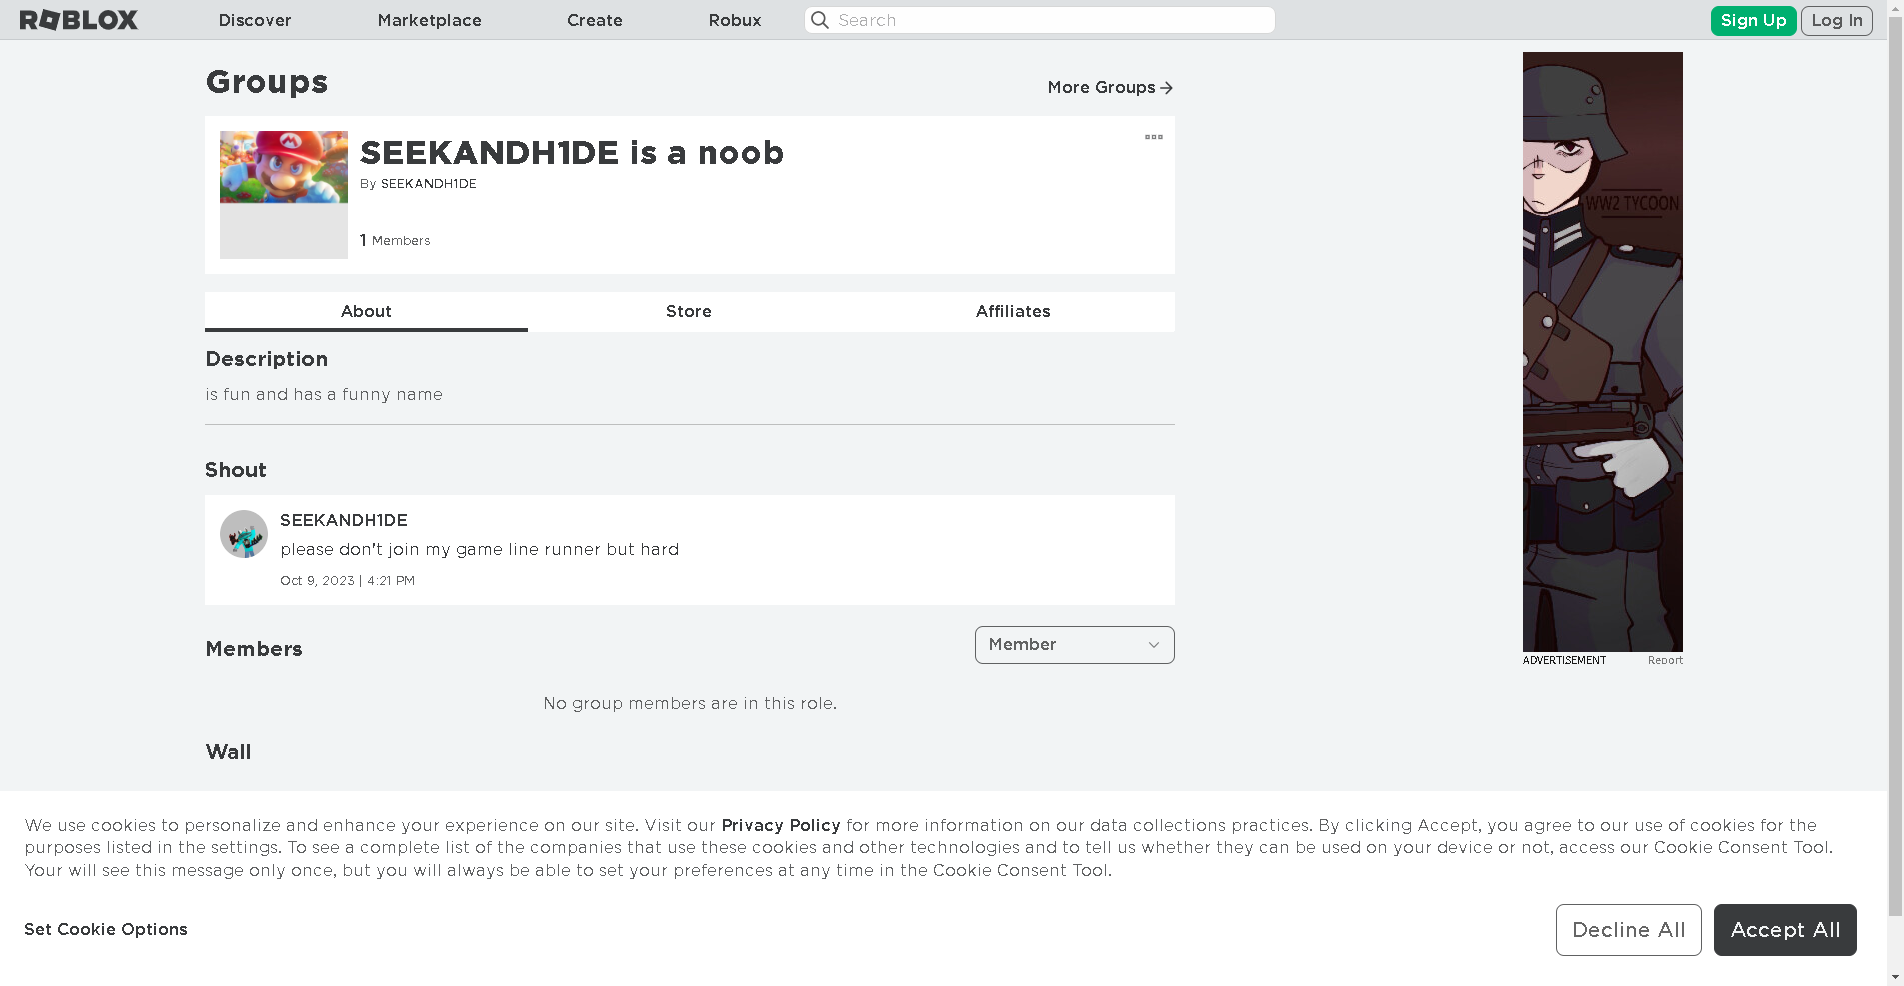 ROBLOX
Discover
Marketplace
Create
Robux
Search
Sign Up
Log In
Groups
More Groups
SEEKANDH1DE is a noob
By SEEKANDH1DE
1 Members
About
Store
Affiliates
Description
is fun and has a funny name
Shout
SEEKANDH1DE
please don't join my game line runner but hard
Oct 9, 2023 | 4:21 PM
Members
Member
No group members are in this role.
Wall
WW2 TYCOON
ADVERTISEMENT
Report
We use cookies to personalize and enhance your experience on our site. Visit our Privacy Policy for more information on our data collections practices. By clicking Accept, you agree to our use of cookies for the
purposes listed in the settings. To see a complete list of the companies that use these cookies and other technologies and to tell us whether they can be used on your device or not, access our Cookie Consent Tool.
Your will see this message only once, but you will always be able to set your preferences at any time in the Cookie Consent Tool.
Set Cookie Options
Decline All
Accept All